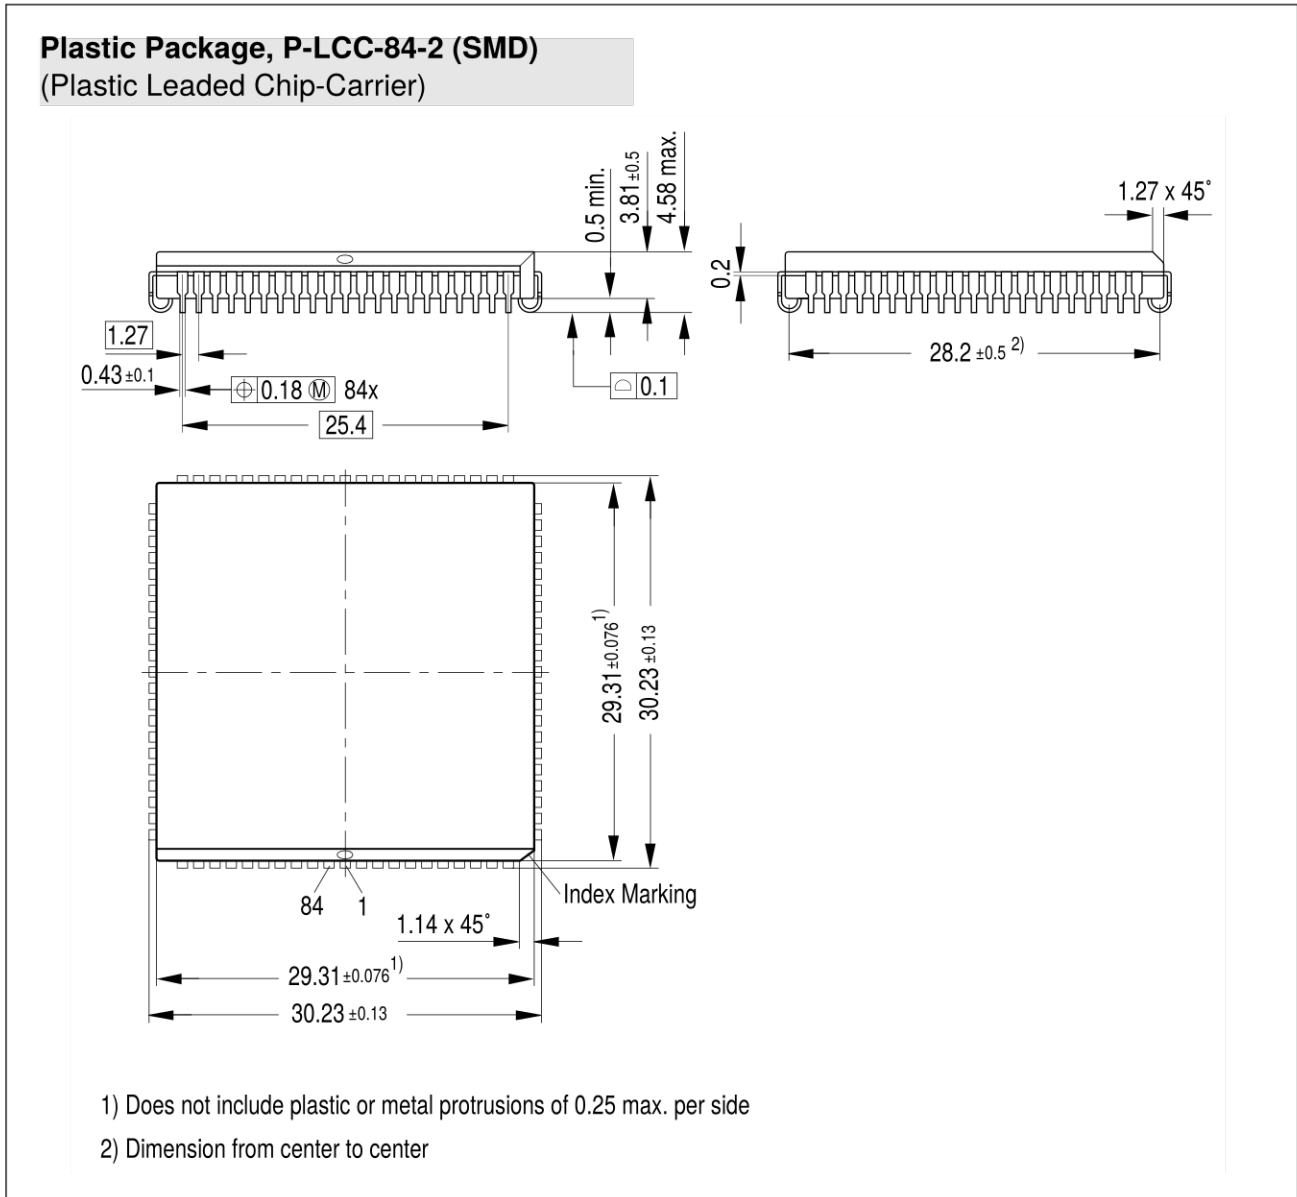 Plastic Package, P-LCC-84-2 (SMD)
(Plastic Leaded Chip-Carrier)
0.5 min.
3.81 ±0.5
4.58 max.
1.27 x 45˚
0.2
1.27
28.2 ±0.5 2)
0.43 ±0.1
0.18 Ⓜ 84x
0.1
25.4
29.31 ±0.076 1)
30.23 ±0.13
84 1
Index Marking
1.14 x 45˚
29.31 ±0.076 1)
30.23 ±0.13
1) Does not include plastic or metal protrusions of 0.25 max. per side
2) Dimension from center to center